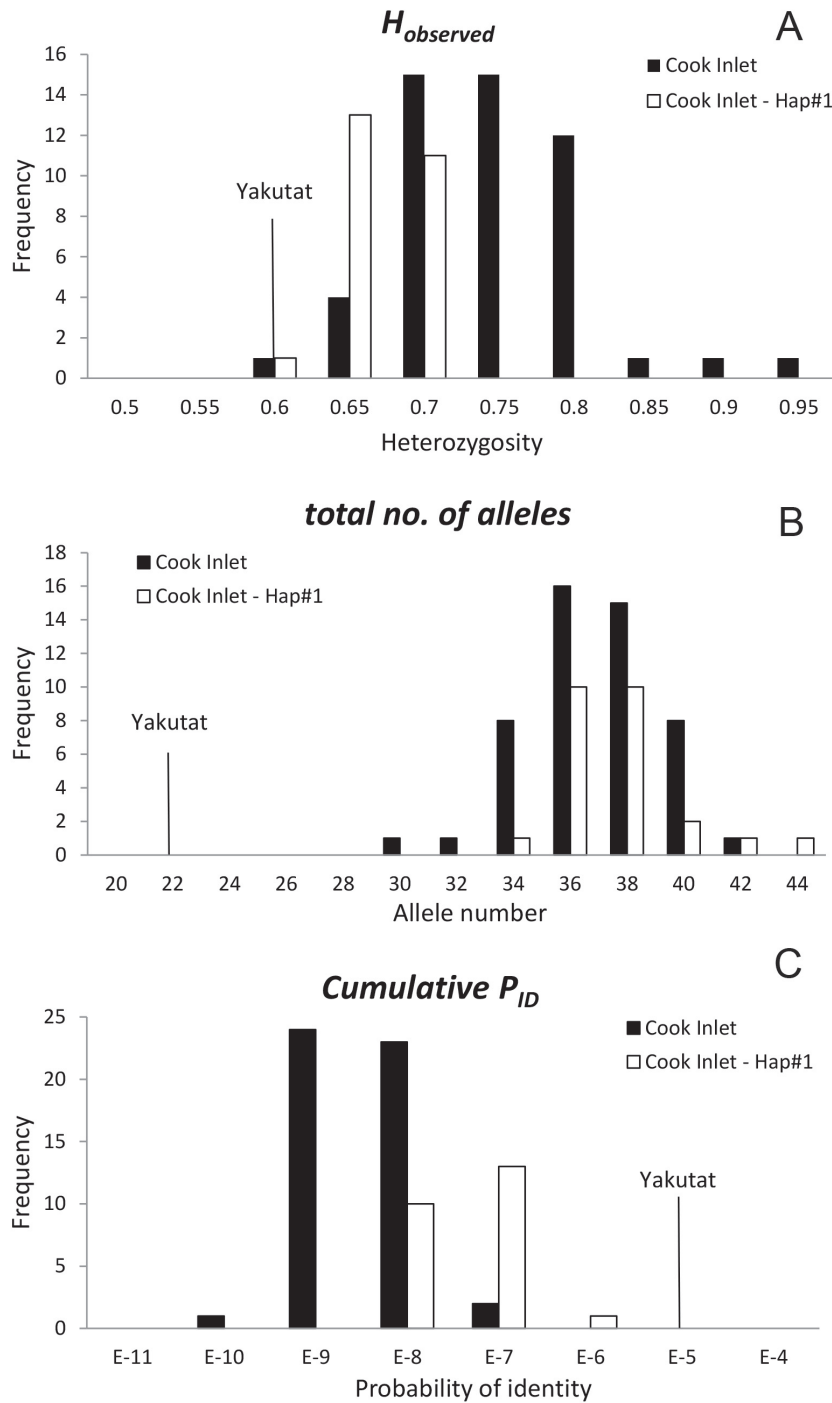 A
H observed
Cook Inlet
Cook Inlet - Hap#1
16
14
12
10
8
6
4
2
0
Frequency
Yakutat
0.5 0.55 0.6 0.65 0.7 0.75 0.8 0.85 0.9 0.95
Heterozygosity
B
total no. of alleles
Cook Inlet
Cook Inlet - Hap#1
18
16
14
12
10
8
6
4
2
0
Frequency
Yakutat
20 22 24 26 28 30 32 34 36 38 40 42 44
Allele number
C
Cumulative P ID
Cook Inlet
Cook Inlet - Hap#1
25
20
15
10
5
0
Frequency
Yakutat
E-11 E-10 E-9 E-8 E-7 E-6 E-5 E-4
Probability of identity